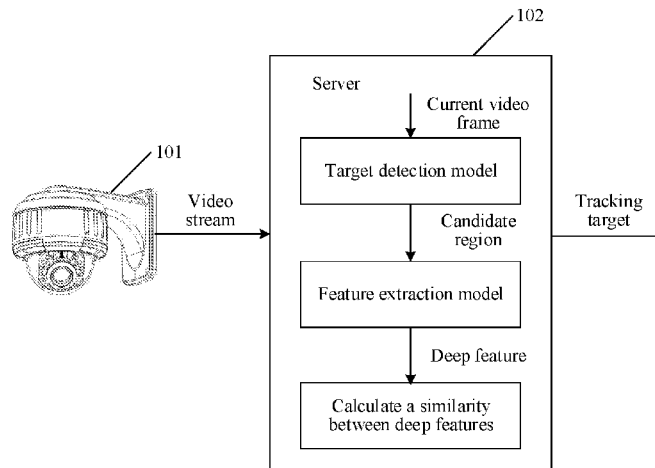 102
Server
Current video
frame
101
Target detection model
Video
stream
Candidate
region
Tracking
target
Feature extraction model
Deep feature
Calculate a similarity
between deep features